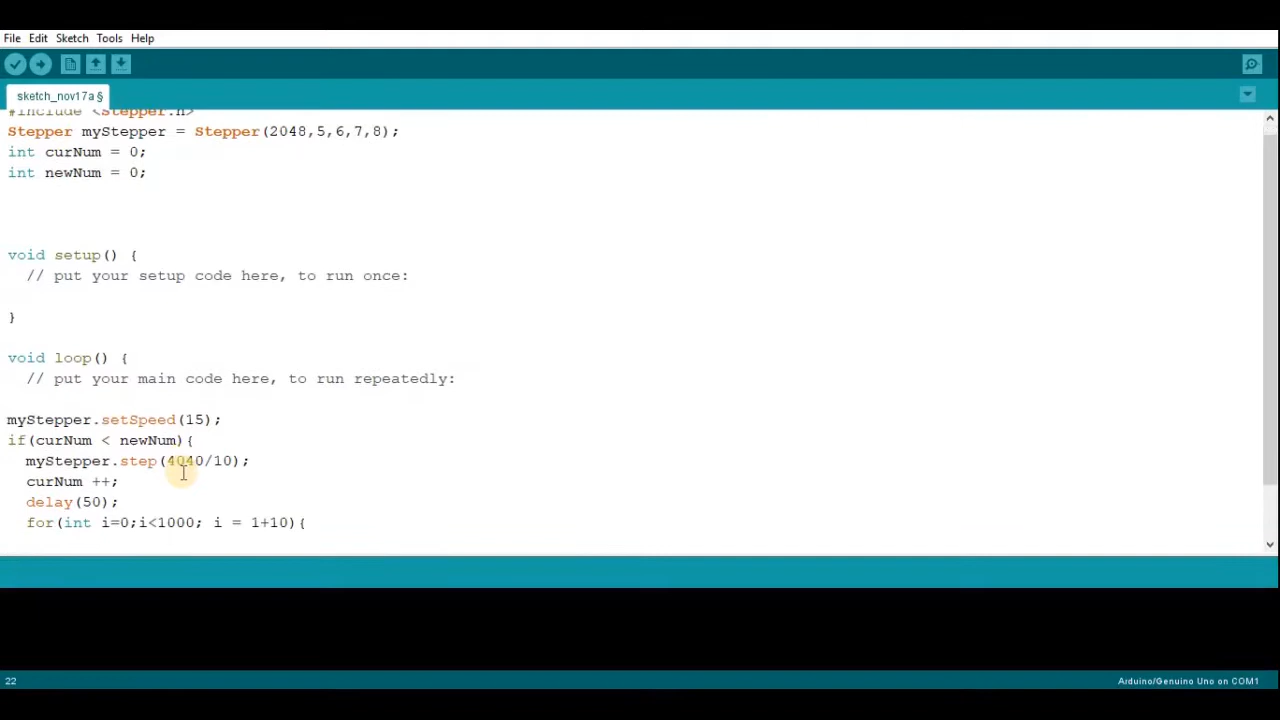 File Edit Sketch Tools Help
sketch_nov17a §
#include <Stepper.h>
Stepper myStepper = Stepper(2048,5,6,7,8);
int curNum = 0;
int newNum = 0;
void setup() {
// put your setup code here, to run once:
}
void loop() {
// put your main code here, to run repeatedly:
myStepper.setSpeed(15);
if(curNum < newNum){
myStepper.step(4040/10);
curNum ++;
delay(50);
for(int i=0;i<1000; i = 1+10){
22
Arduino/Genuino Uno on COM1